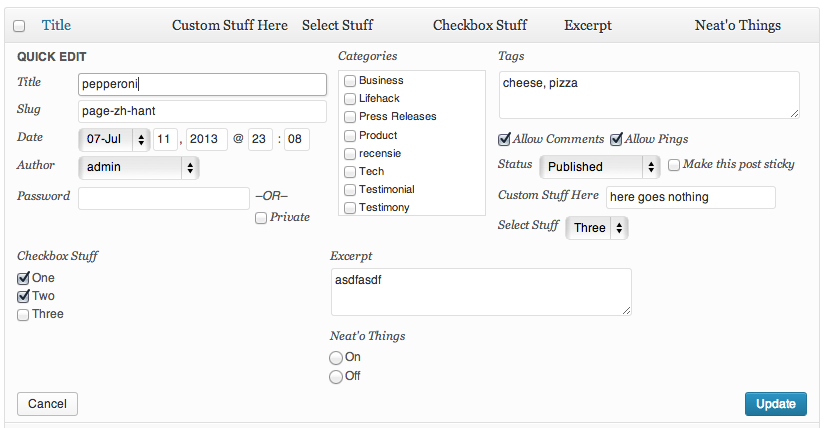 Title Custom Stuff Here Select Stuff Checkbox Stuff Excerpt Neat'o Things
QUICK EDIT
Title pepperoni
Slug page-zh-hant
Date 07-Jul 11 , 2013 @ 23 : 08
Author admin
Password –OR–
Private
Categories
Business
Lifehack
Press Releases
Product
recensie
Tech
Testimonial
Testimony
Tags
cheese, pizza
Allow Comments Allow Pings
Status Published Make this post sticky
Custom Stuff Here here goes nothing
Select Stuff Three
Checkbox Stuff
One
Two
Three
Excerpt
asdfasdf
Neat'o Things
On
Off
Cancel Update